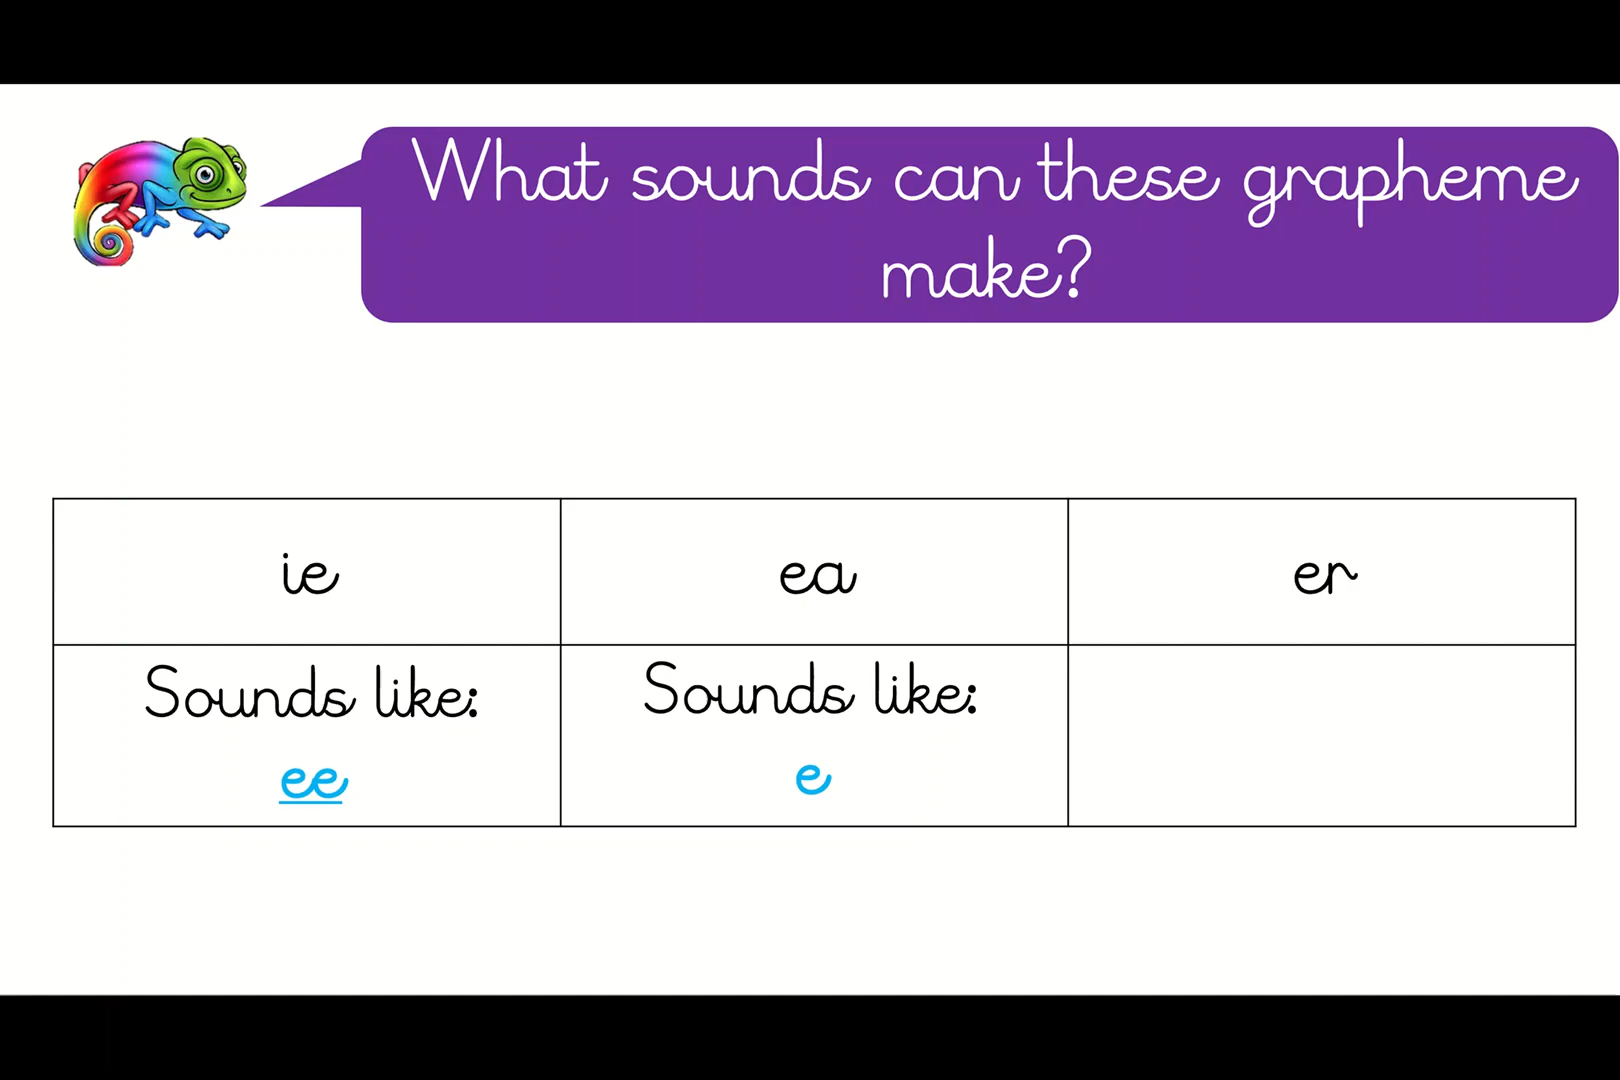 What sounds can these grapheme
make?
ie
ea
er
Sounds like:
ee
Sounds like:
e